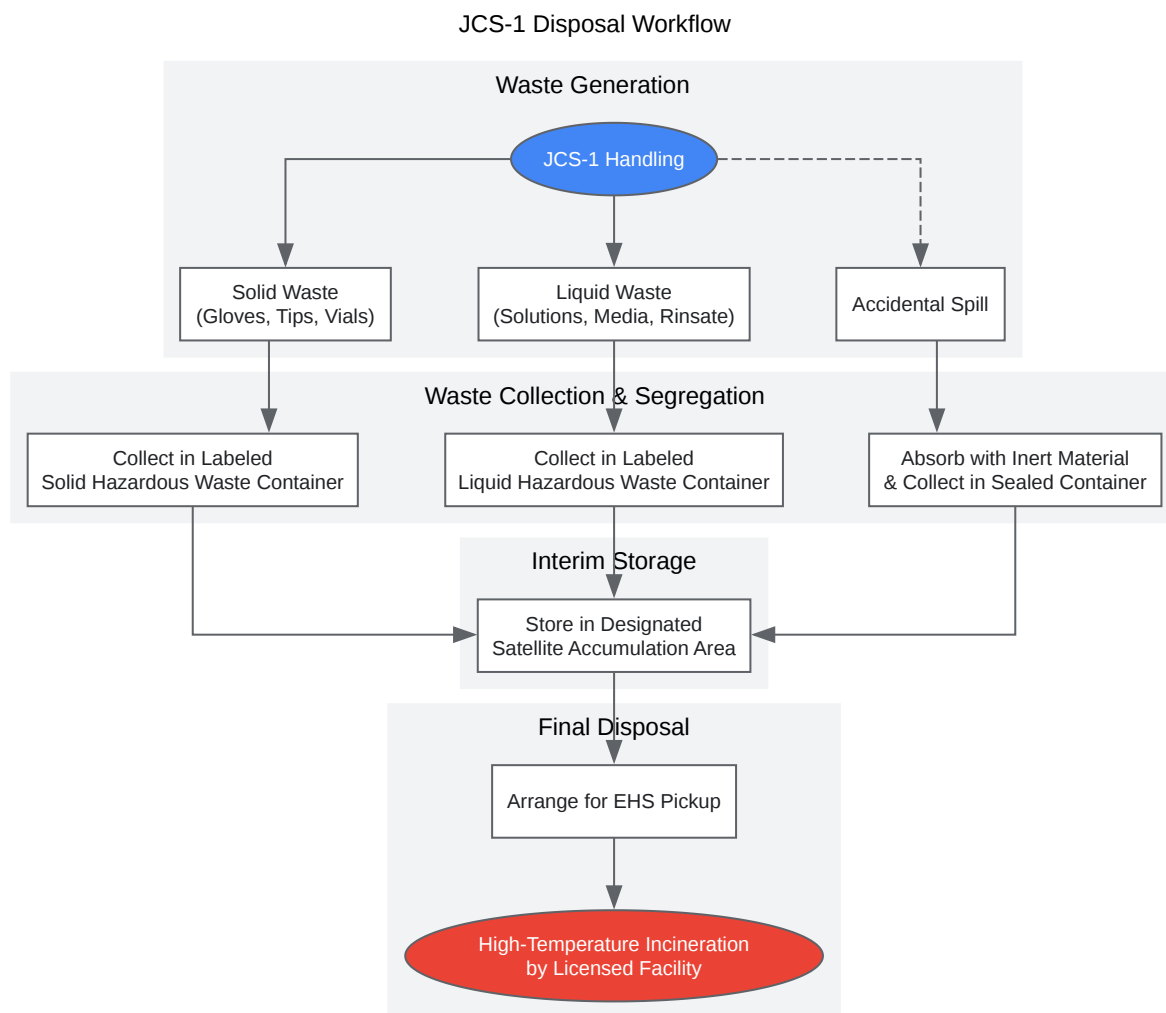 JCS-1 Disposal Workflow
Waste Generation
JCS-1 Handling
Solid Waste
(Gloves, Tips, Vials)
Liquid Waste
(Solutions, Media, Rinsate)
Accidental Spill
Waste Collection & Segregation
Collect in Labeled
Solid Hazardous Waste Container
Collect in Labeled
Liquid Hazardous Waste Container
Absorb with Inert Material
& Collect in Sealed Container
Interim Storage
Store in Designated
Satellite Accumulation Area
Final Disposal
Arrange for EHS Pickup
High-Temperature Incineration
by Licensed Facility